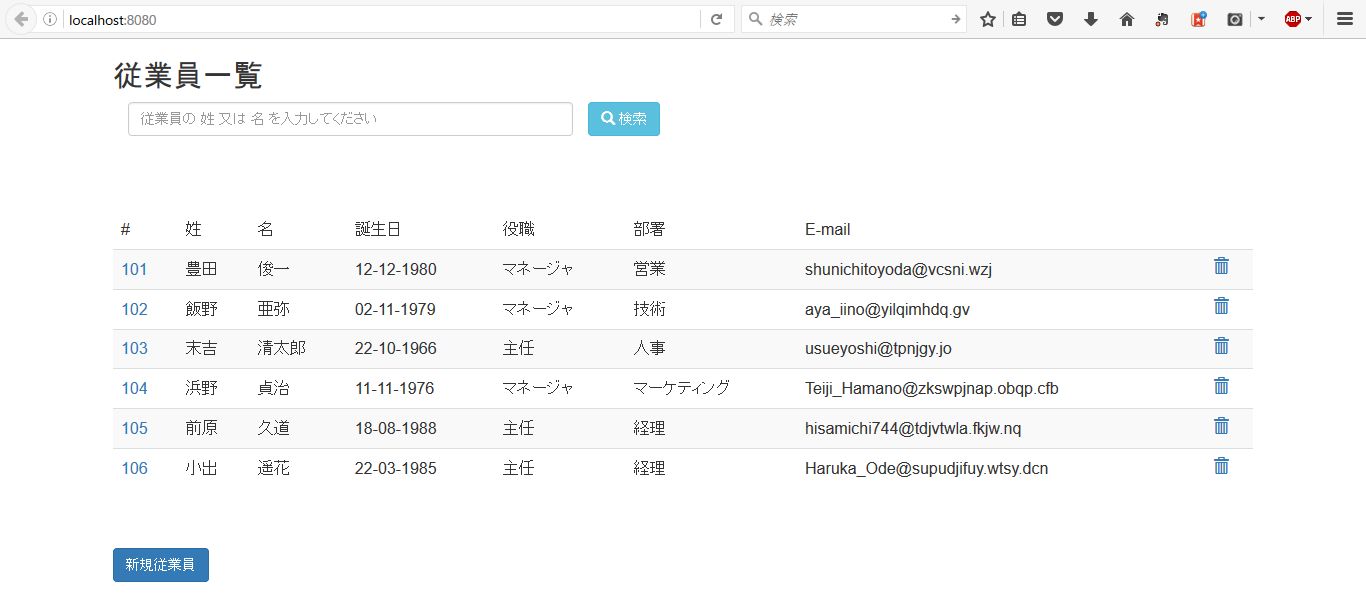 localhost:8080
検索
ABP
従業員一覧
従業員の 姓 又は 名 を入力してください
検索
# 姓 名 誕生日 役職 部署 E-mail
101 豊田 俊一 12-12-1980 マネージャ 営業 shunichitoyoda@vcsni.wzj
102 飯野 亜弥 02-11-1979 マネージャ 技術 aya_iino@yilqimhdq.gv
103 末吉 清太郎 22-10-1966 主任 人事 usueyoshi@tpnjgy.jo
104 浜野 貞治 11-11-1976 マネージャ マーケティング Teiji_Hamano@zkswpjnap.obqp.cfb
105 前原 久道 18-08-1988 主任 経理 hisamichi744@tdjvtwla.fkjw.nq
106 小出 遥花 22-03-1985 主任 経理 Haruka_Ode@supudjifuy.wtsy.dcn
新規従業員